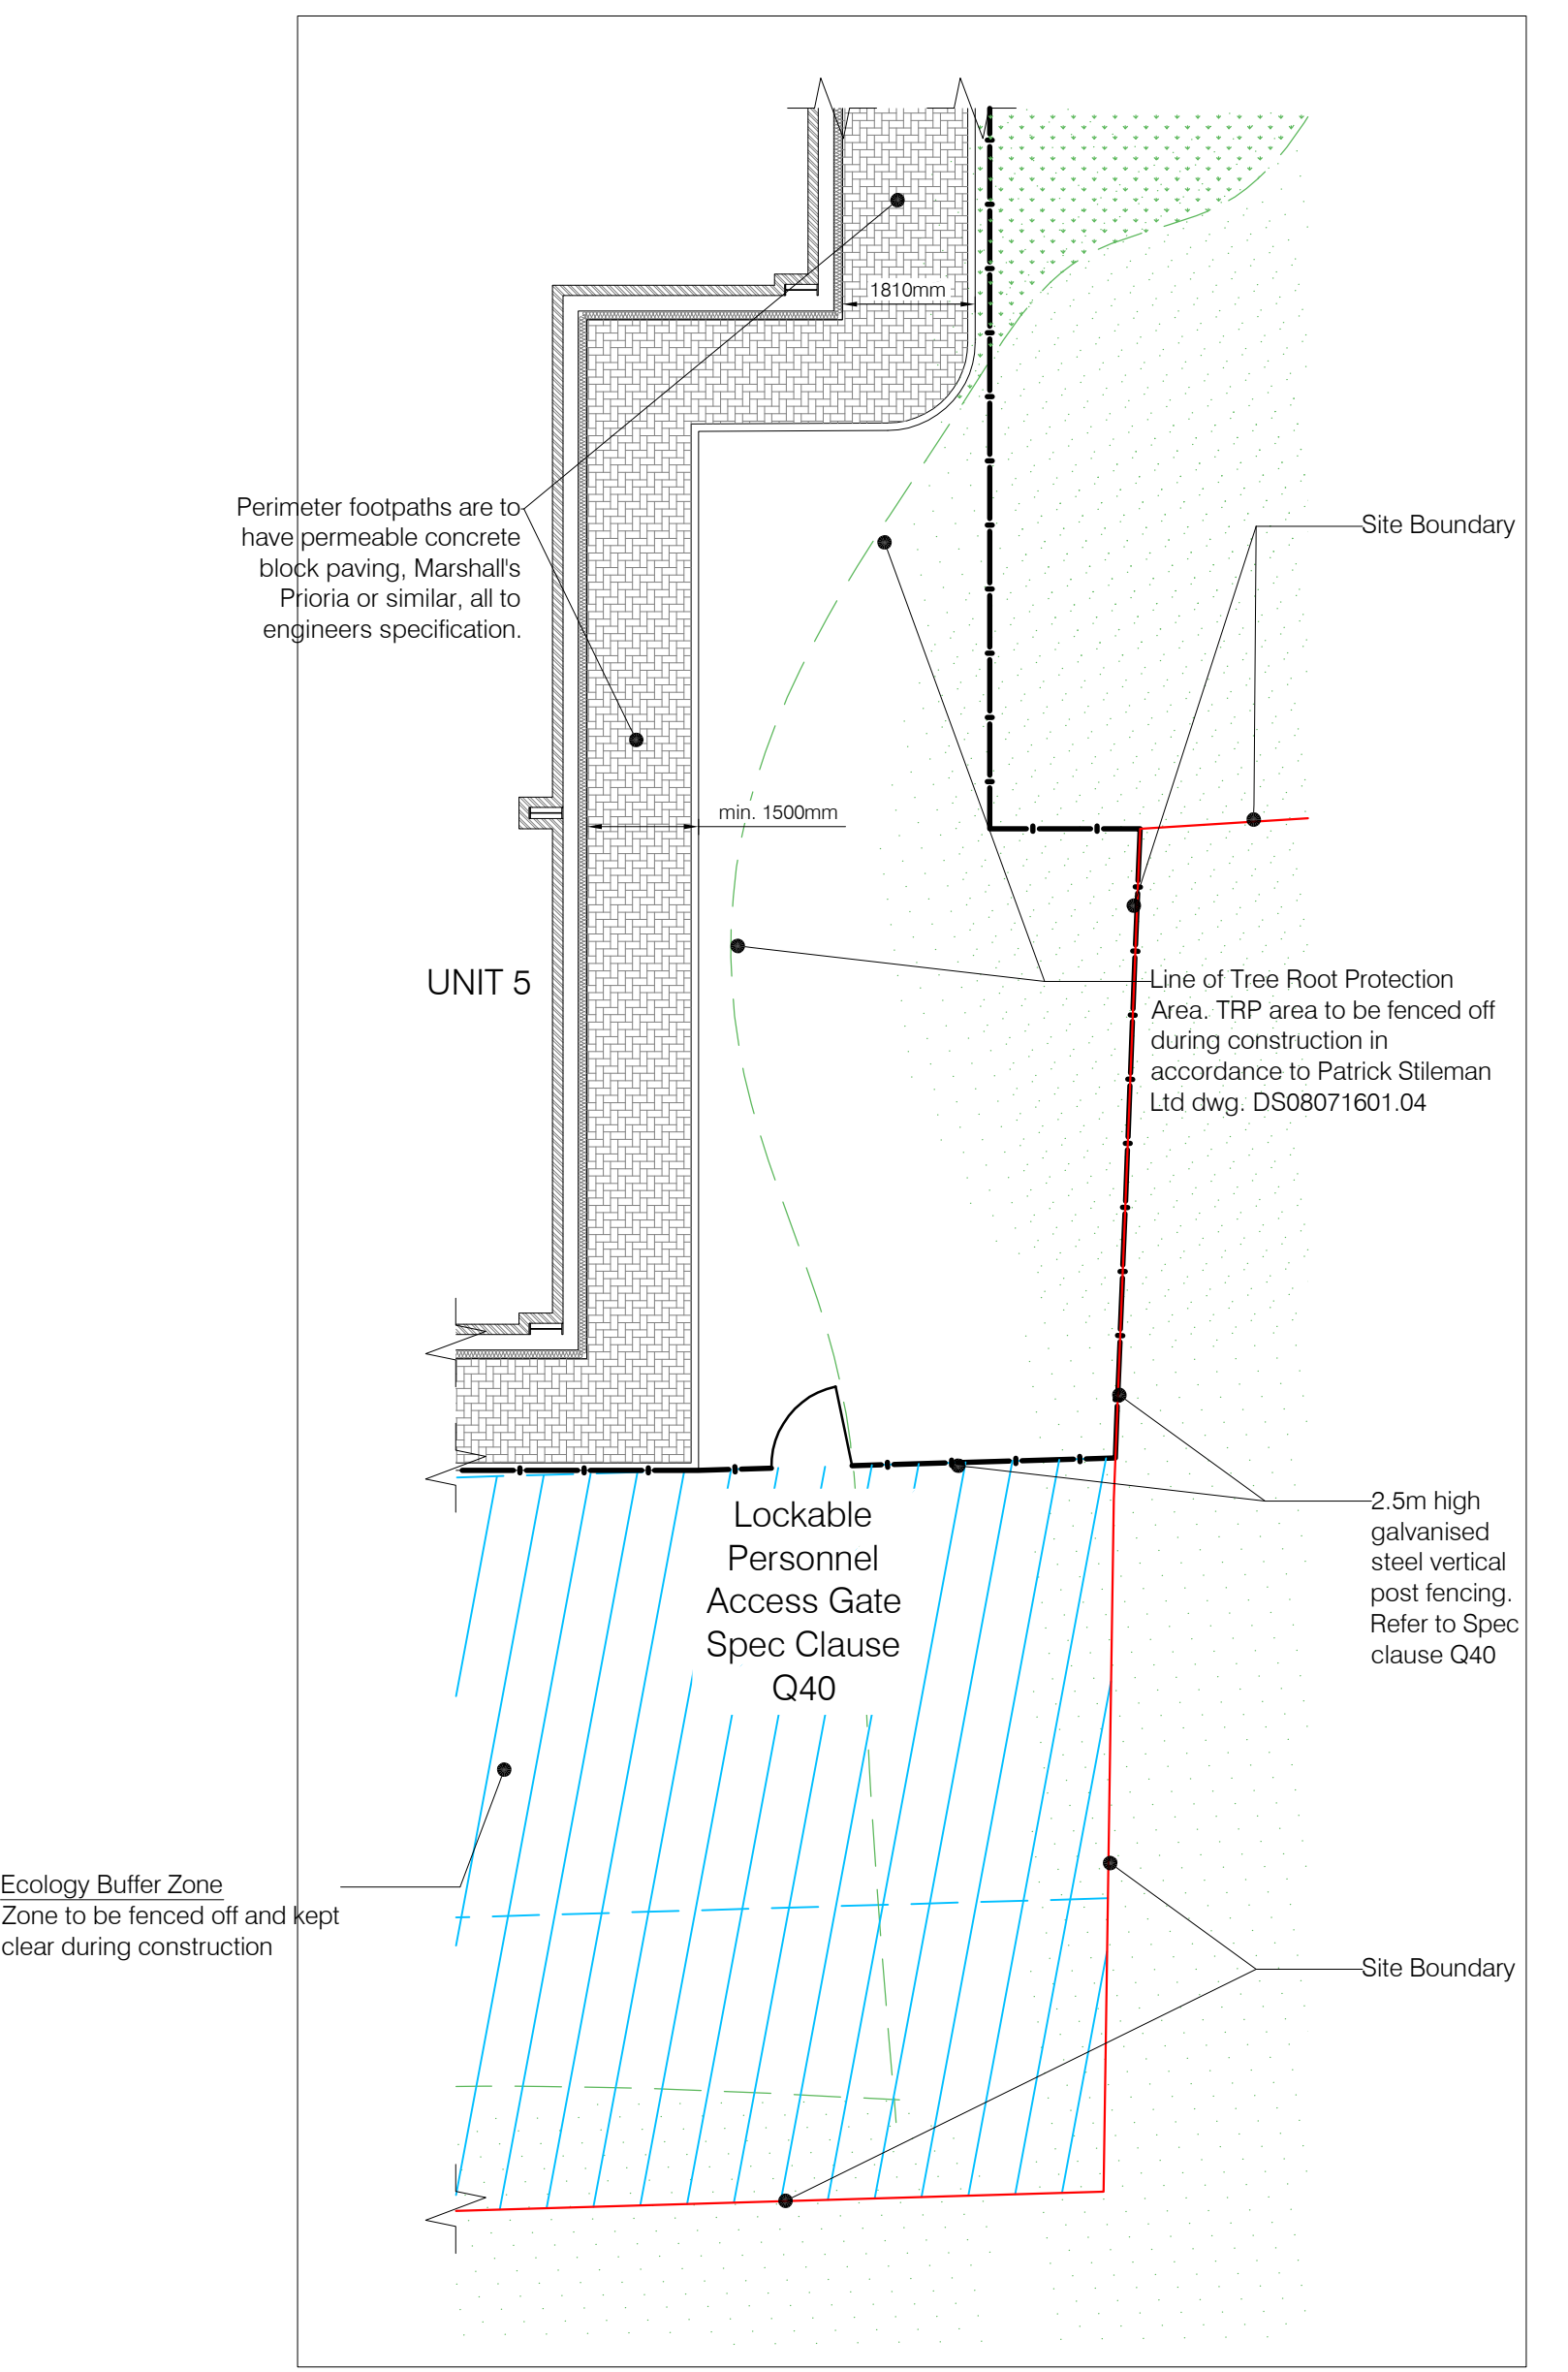 1810mm
Perimeter footpaths are to
have permeable concrete
block paving, Marshall's
Prioria or similar, all to
engineers specification.
Site Boundary
min. 1500mm
UNIT 5
Line of Tree Root Protection
Area. TRP area to be fenced off
during construction in
accordance to Patrick Stileman
Ltd dwg. DS08071601.04
Lockable
Personnel
Access Gate
Spec Clause
Q40
2.5m high
galvanised
steel vertical
post fencing.
Refer to Spec
clause Q40
Ecology Buffer Zone
Zone to be fenced off and kept
clear during construction
Site Boundary